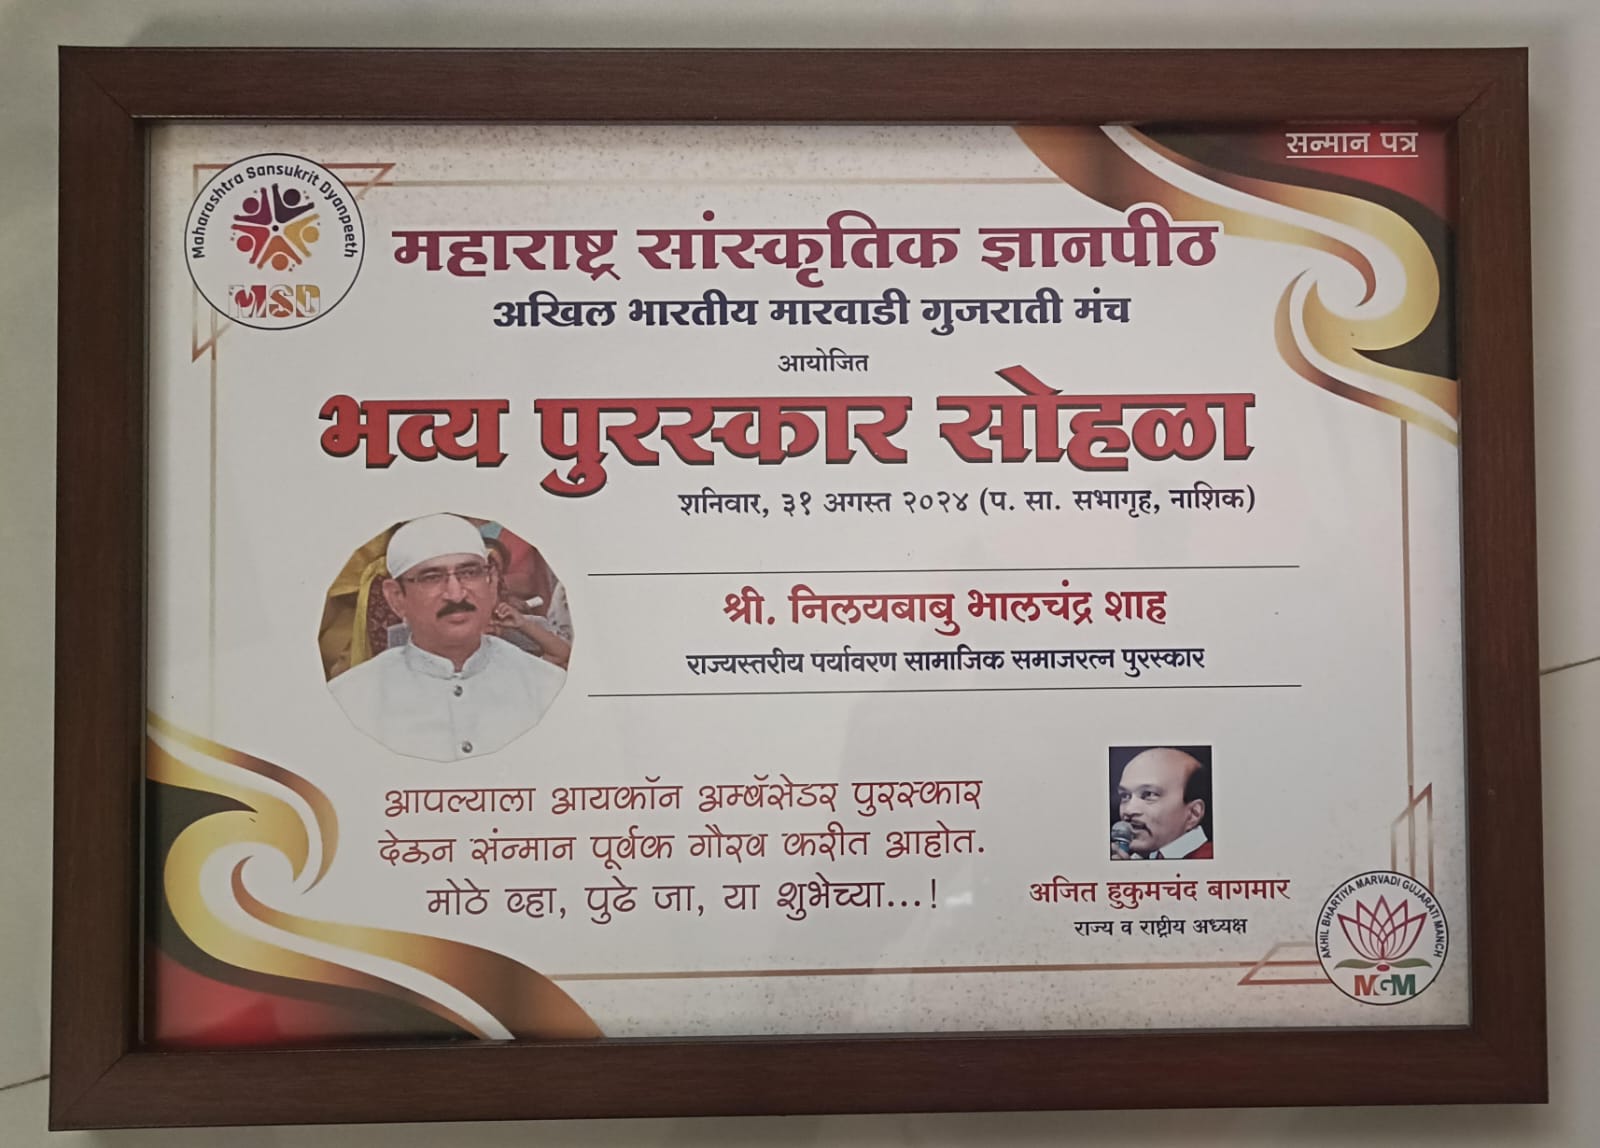 सन्मान पत्र
Maharashtra Sansukrit Dyanpeeth
MSD
महाराष्ट्र सांस्कृतिक ज्ञानपीठ
अखिल भारतीय मारवाडी गुजराती मंच
आयोजित
भव्य पुरस्कार सोहळा
शनिवार, ३१ अगस्त २०२४ (प. सा. सभागृह, नाशिक)
श्री. निलयबाबु भालचंद्र शाह
राज्यस्तरीय पर्यावरण सामाजिक समाजरत्न पुरस्कार
आपल्याला आयकॉन अम्बॅसेडर पुरस्कार
देऊन संन्मान पूर्वक गौरव करीत आहोत.
मोठे व्हा, पुढे जा, या शुभेच्या...!
अजित हुकुमचंद बागमार
राज्य व राष्ट्रीय अध्यक्ष
AKHIL BHARTIYA MARVADI GUJARATI MANCH
MGM